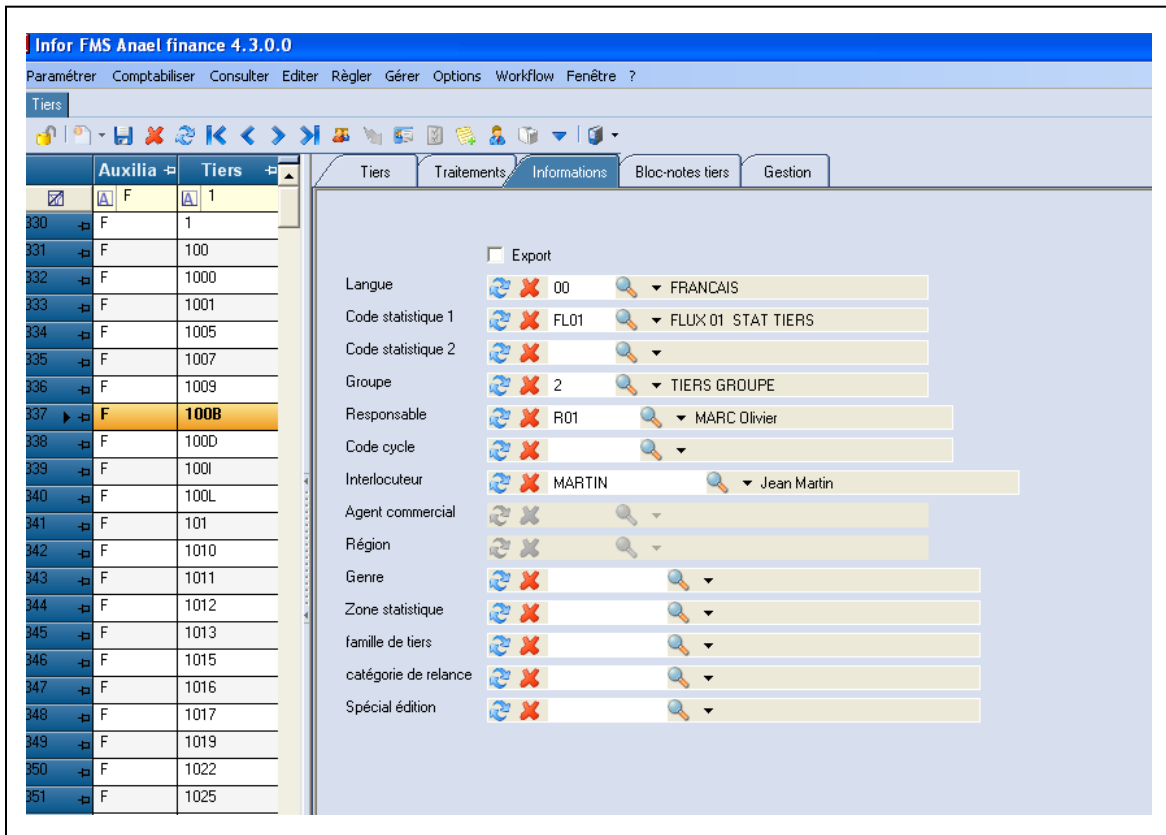 Infor FMS Anael finance 4.3.0.0
Paramétrer Comptabiliser Consulter Editer Règler Gérer Options Workflow Fenêtre ?
Tiers
Auxilia Tiers
F 1
330 F 1
331 F 100
332 F 1000
333 F 1001
334 F 1005
335 F 1007
336 F 1009
337 F 100B
338 F 100D
339 F 100I
340 F 100L
341 F 101
342 F 1010
343 F 1011
344 F 1012
345 F 1013
346 F 1015
347 F 1016
348 F 1017
349 F 1019
350 F 1022
351 F 1025
Tiers Traitements Informations Bloc-notes tiers Gestion
Export
Langue 00 FRANCAIS
Code statistique 1 FL01 FLUX 01 STAT TIERS
Code statistique 2
Groupe 2 TIERS GROUPE
Responsable R01 MARC Olivier
Code cycle
Interlocuteur MARTIN Jean Martin
Agent commercial
Région
Genre
Zone statistique
famille de tiers
catégorie de relance
Spécial édition